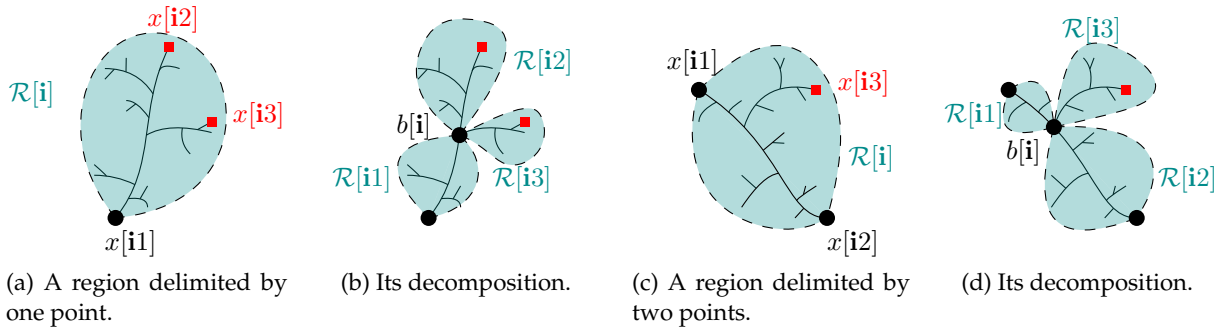 x[i2]
R[i]
x[i3]
x[i1]
(a) A region delimited by
one point.
R[i2]
b[i]
R[i1]
R[i3]
(b) Its decomposition.
x[i1]
x[i3]
R[i]
x[i2]
(c) A region delimited by
two points.
R[i3]
R[i1]
b[i]
R[i2]
(d) Its decomposition.